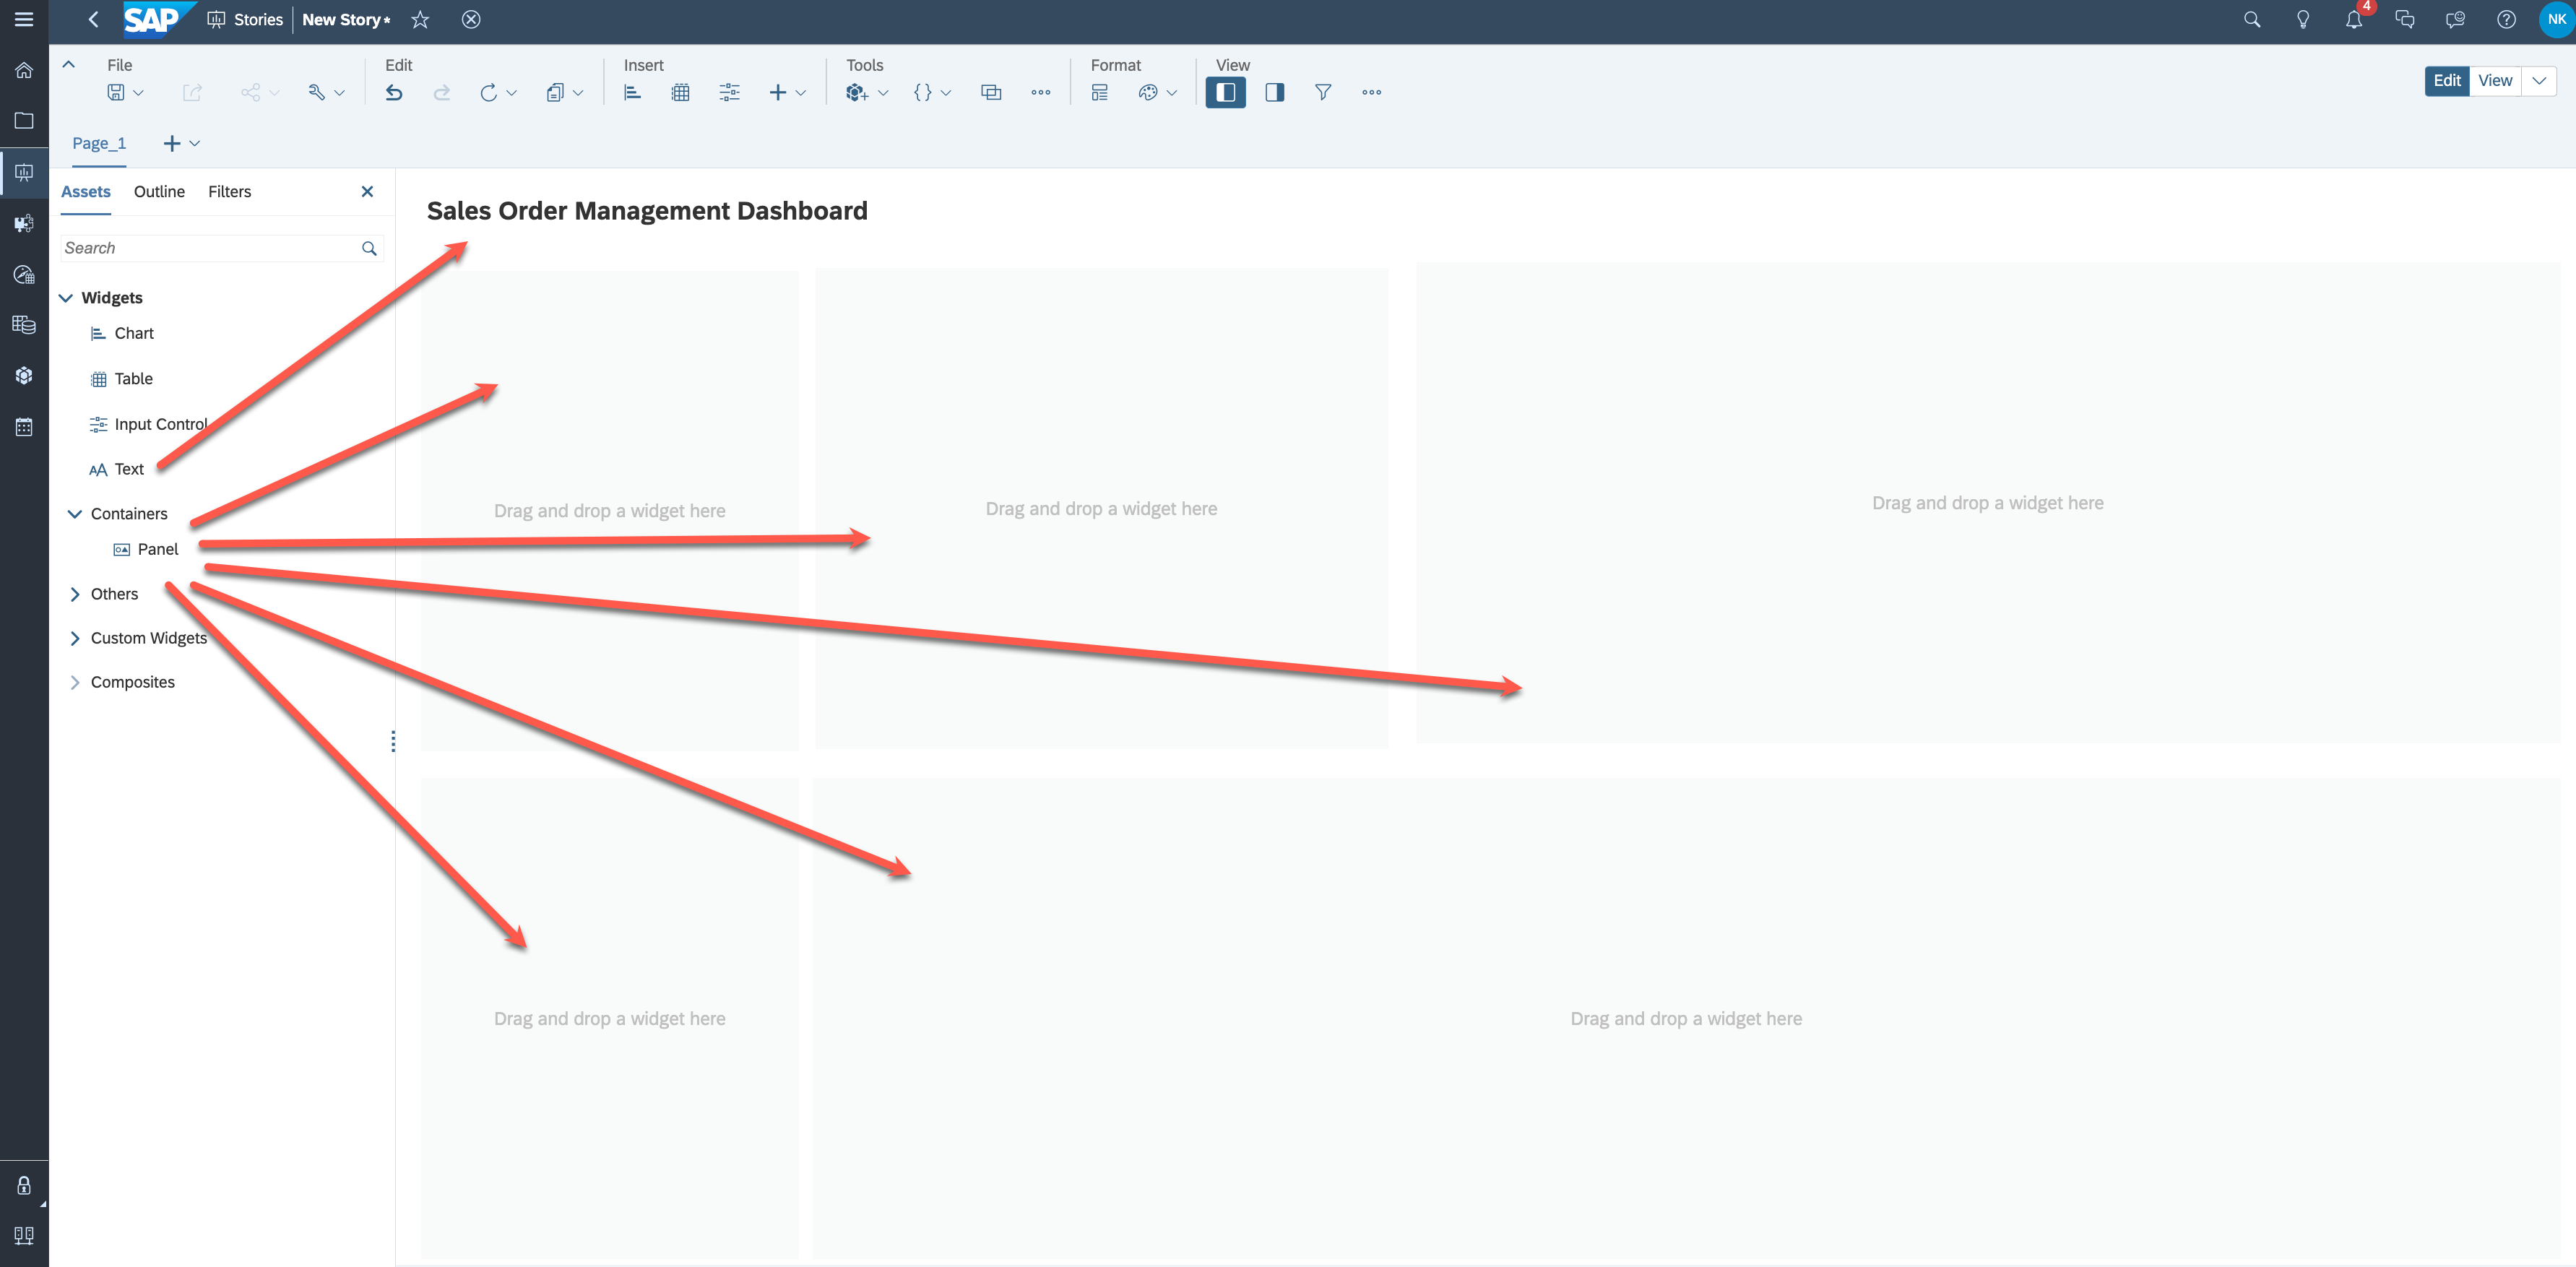 SAP Stories New Story* 4 NK
File Edit Insert Tools Format View
Edit View
Page_1
Assets Outline Filters
Sales Order Management Dashboard
Search
Widgets
Chart
Table
Input Control
Text
Containers
Panel
Others
Custom Widgets
Composites
Drag and drop a widget here
Drag and drop a widget here
Drag and drop a widget here
Drag and drop a widget here
Drag and drop a widget here